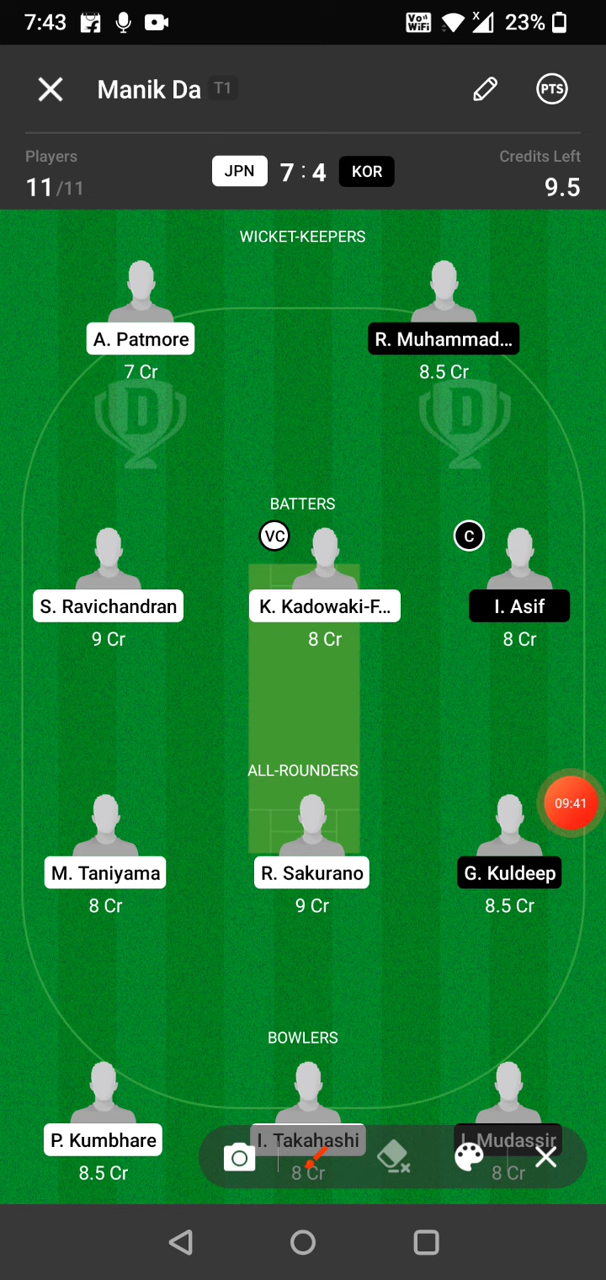 7:43
Vo))
WiFi
X
23%
Manik Da T1
PTS
Players
Credits Left
11/11
JPN 7 : 4 KOR
9.5
WICKET-KEEPERS
A. Patmore
R. Muhammad...
7 Cr
8.5 Cr
D
D
BATTERS
VC
C
S. Ravichandran
K. Kadowaki-F...
I. Asif
9 Cr
8 Cr
8 Cr
ALL-ROUNDERS
09:41
M. Taniyama
R. Sakurano
G. Kuldeep
8 Cr
9 Cr
8.5 Cr
BOWLERS
P. Kumbhare
I. Takahashi
Mudassir
8.5 Cr
8 Cr
8 Cr